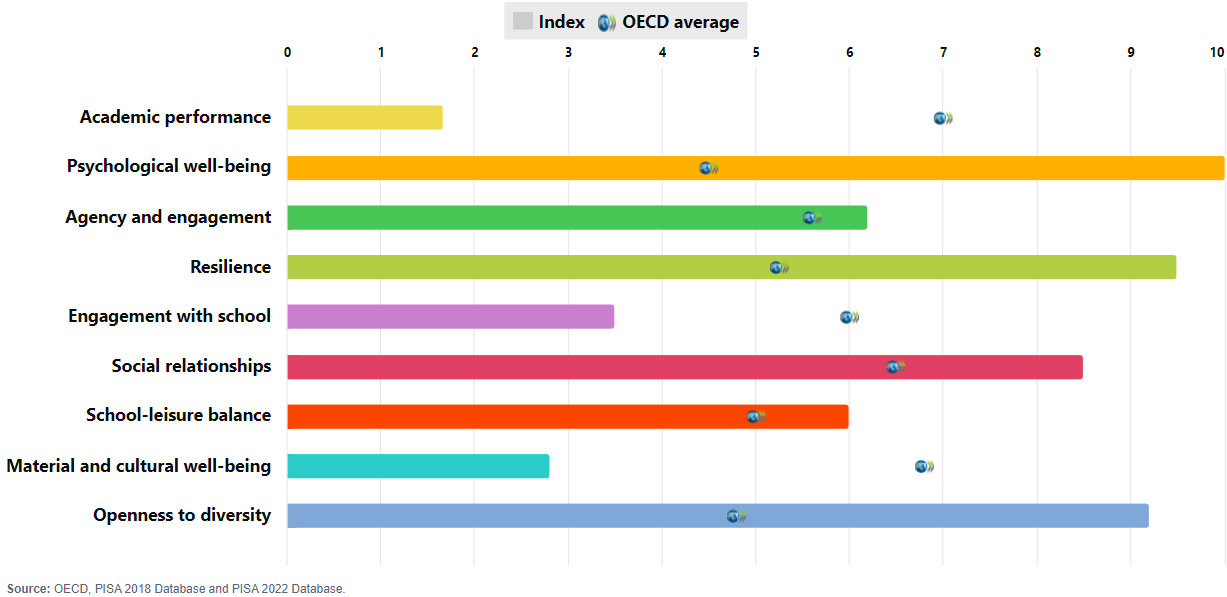 Index OECD average
0 1 2 3 4 5 6 7 8 9 10
Academic performance
Psychological well-being
Agency and engagement
Resilience
Engagement with school
Social relationships
School-leisure balance
Material and cultural well-being
Openness to diversity
Source: OECD, PISA 2018 Database and PISA 2022 Database.